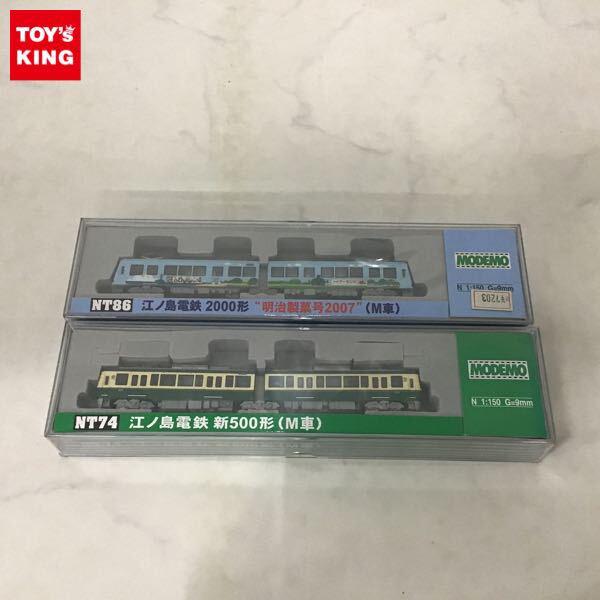 TOY'S
KING
MODEMO
N 1:150 G=9mm
NT86 江ノ島電鉄 2000形 "明治製菓号2007" (M車)
MODEMO
N 1:150 G=9mm
NT74 江ノ島電鉄 新500形 (M車)